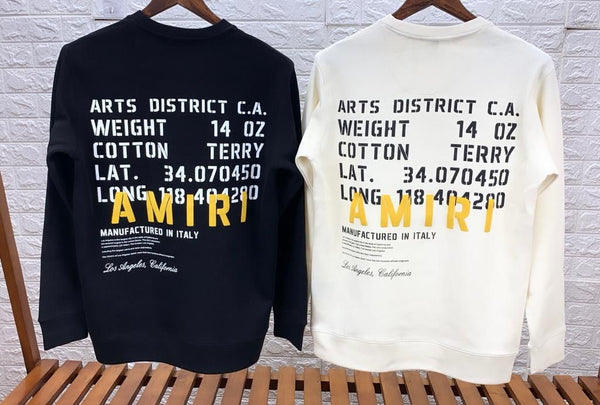 ARTS DISTRICT C.A.
WEIGHT 14 OZ
COTTON TERRY
LAT. 34.070450
LONG 118.404280
AMIRI
MANUFACTURED IN ITALY
Los Angeles, California
ARTS DISTRICT C.A.
WEIGHT 14 OZ
COTTON TERRY
LAT. 34.070450
LONG 118.404280
AMIRI
MANUFACTURED IN ITALY
Los Angeles, California